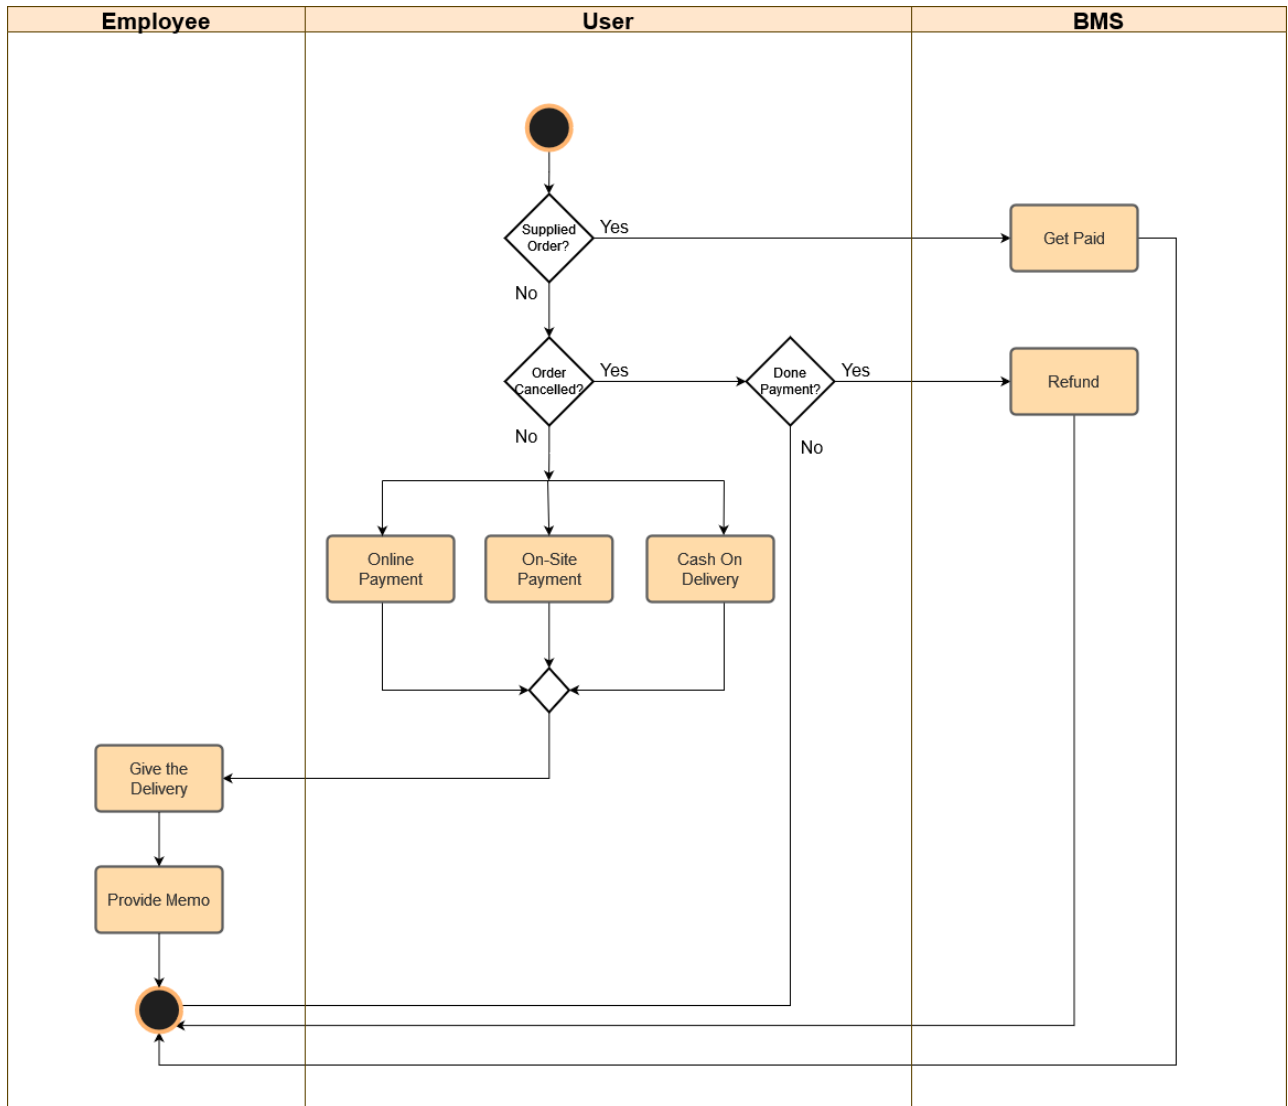 Employee
User
BMS
Supplied
Order?
Yes
Get Paid
No
Order
Cancelled?
Yes
Done
Payment?
Yes
Refund
No
No
Online
Payment
On-Site
Payment
Cash On
Delivery
Give the
Delivery
Provide Memo